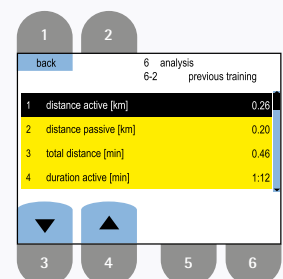 1 2
back 6 analysis
6-2 previous training
1 distance active [km] 0.26
2 distance passive [km] 0.20
3 total distance [min] 0.46
4 duration active [min] 1:12
3 4 5 6